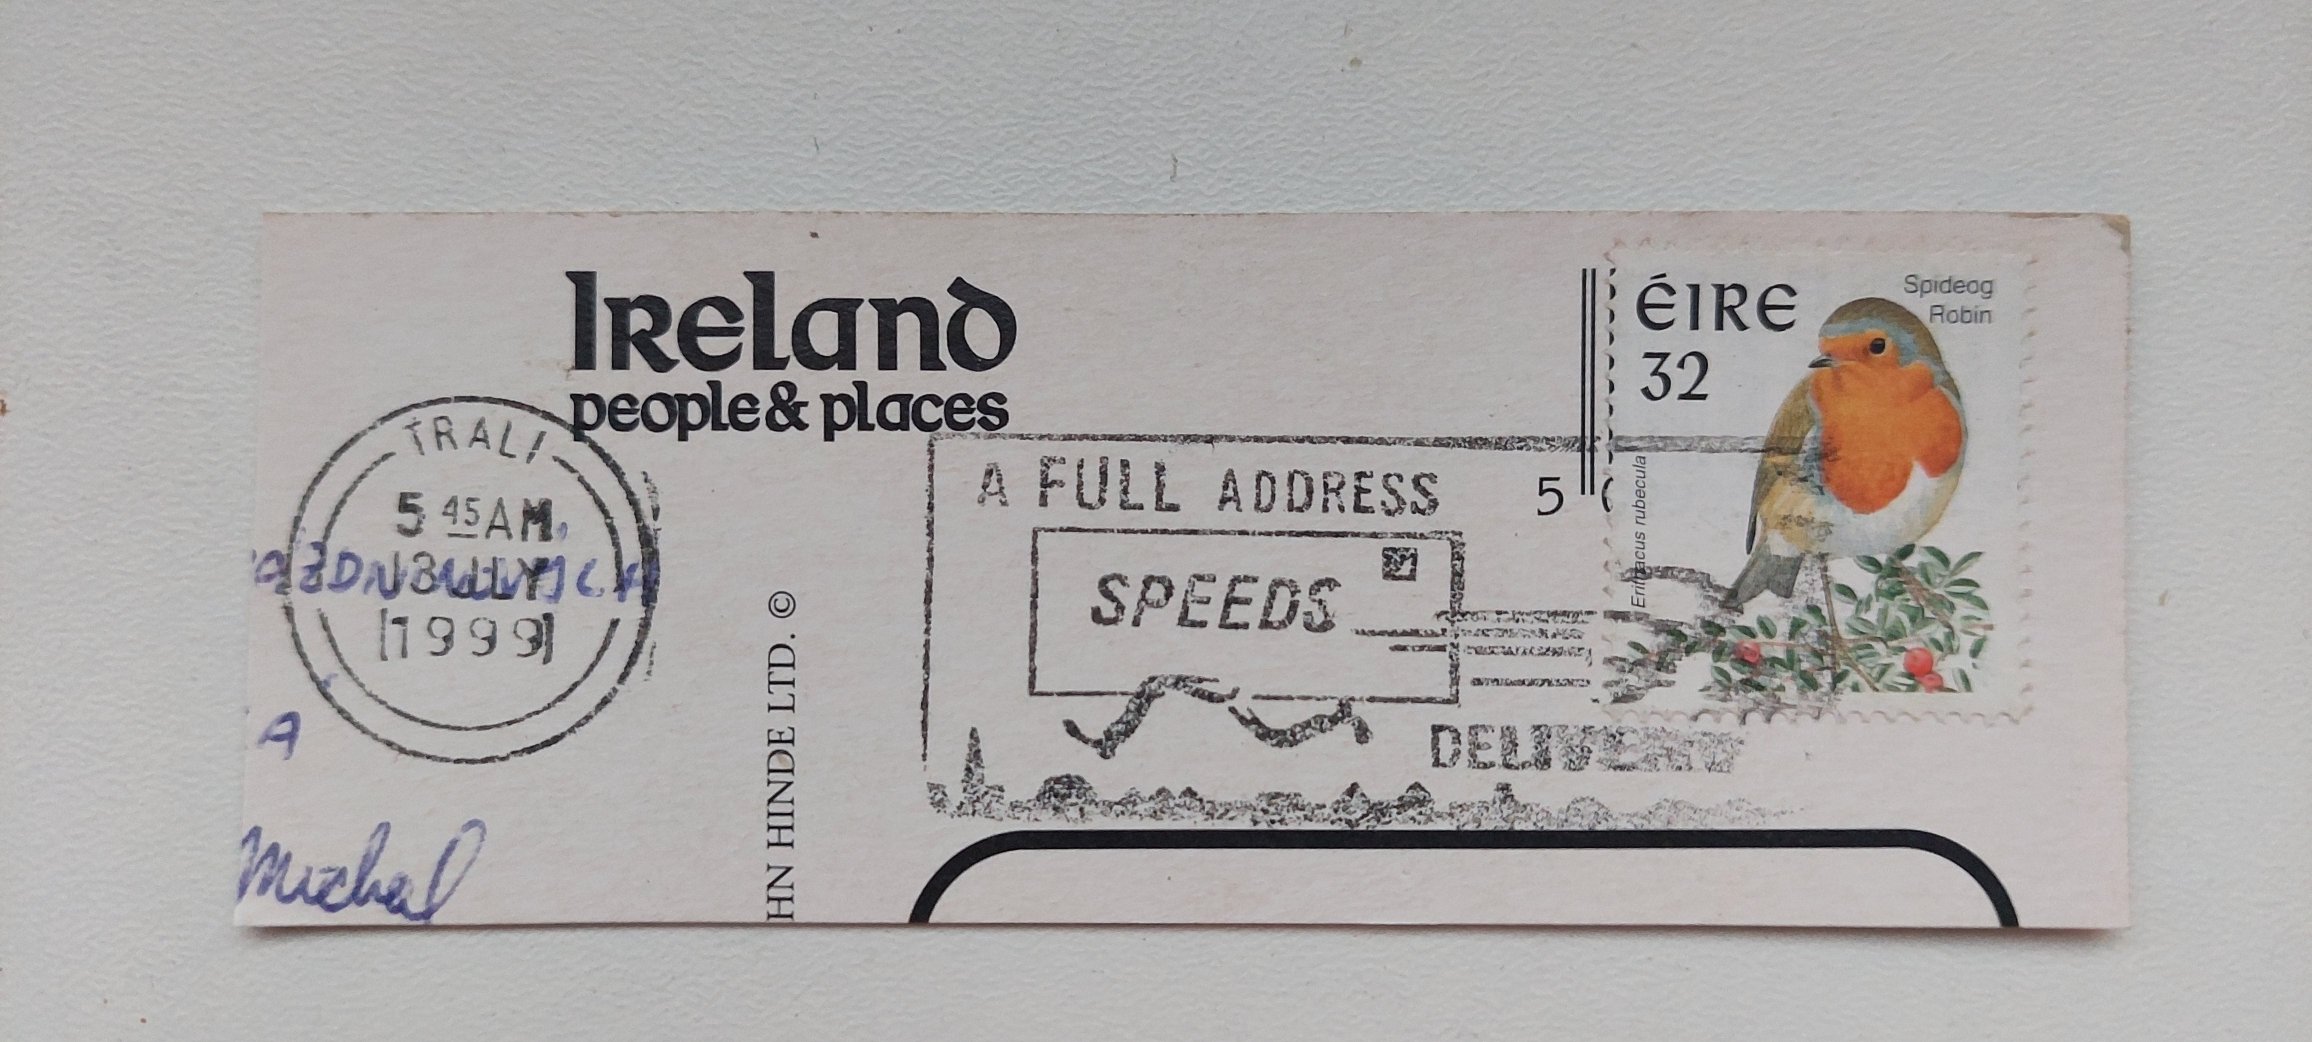 Ireland
people & places
TRALI
5 45 AM
13 JULY
1999
A
Michal
HN HINDE LTD. ©
A FULL ADDRESS
SPEEDS
DELIVERY
5
ÉIRE
32
Spideog
Robin
Erithacus rubecula